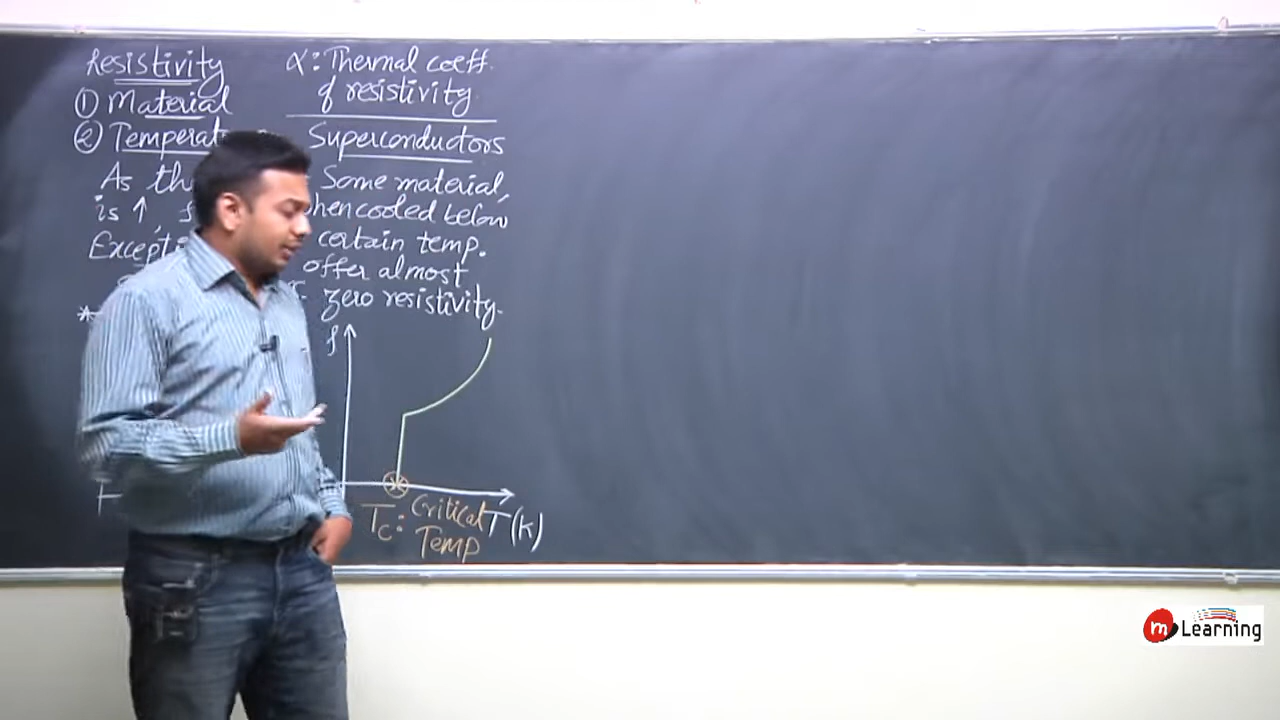 Resistivity
① Material
② Temperat
As th
is ↑,
Excepti
*
α: Thermal coeff.
of resistivity
Superconductors
Some material,
when cooled below
certain temp.
offer almost
zero resistivity.
ρ
Tc: Critical
Temp
T(K)
m Learning